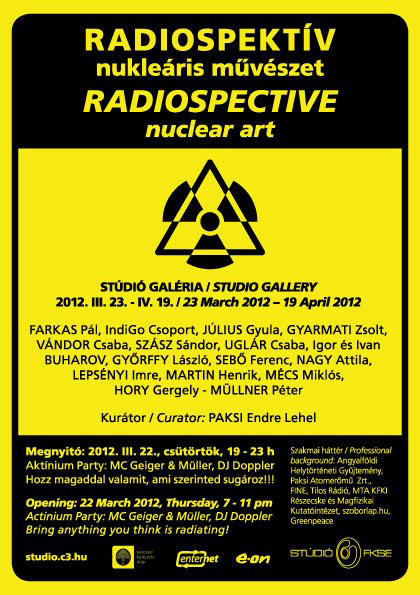 RADIOSPEKTÍV
nukleáris művészet
RADIOSPECTIVE
nuclear art
STÚDIÓ GALÉRIA / STUDIO GALLERY
2012. III. 23. - IV. 19. / 23 March 2012 – 19 April 2012
FARKAS Pál, IndiGo Csoport, JÚLIUS Gyula, GYARMATI Zsolt,
VÁNDOR Csaba, SZÁSZ Sándor, UGLÁR Csaba, Igor és Ivan
BUHAROV, GYŐRFFY László, SEBŐ Ferenc, NAGY Attila,
LEPSÉNYI Imre, MARTIN Henrik, MÉCS Miklós,
HORY Gergely - MÜLLNER Péter
Kurátor / Curator: PAKSI Endre Lehel
Megnyitó: 2012. III. 22., csütörtök, 19 - 23 h
Aktínium Party: MC Geiger & Müller, DJ Doppler
Hozz magaddal valamit, ami szerinted sugároz!!!
Opening: 22 March 2012, Thursday, 7 - 11 pm
Actinium Party: MC Geiger & Müller, DJ Doppler
Bring anything you think is radiating!
Szakmai háttér / Professional
background: Angyalföldi
Helytörténeti Gyűjtemény,
Paksi Atomerőmű Zrt.,
FINE, Tilos Rádió, MTA KFKI
Részecske és Magfizikai
Kutatóintézet, szoborlap.hu,
Greenpeace
studio.c3.hu
enternet
e·on
STÚDIÓ FKSE